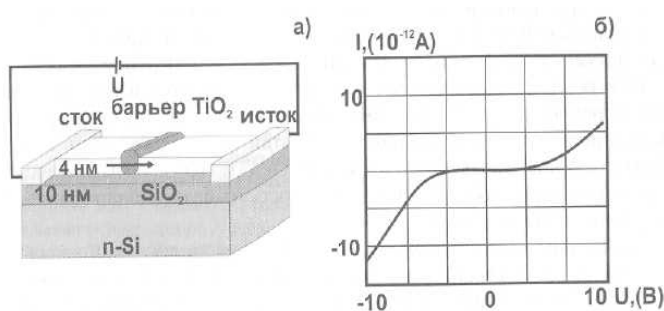 а)
U
барьер TiO₂
сток
исток
4 нм
10 нм
SiO₂
n-Si
б)
I,(10⁻¹²A)
10
-10
-10
0
10 U,(В)